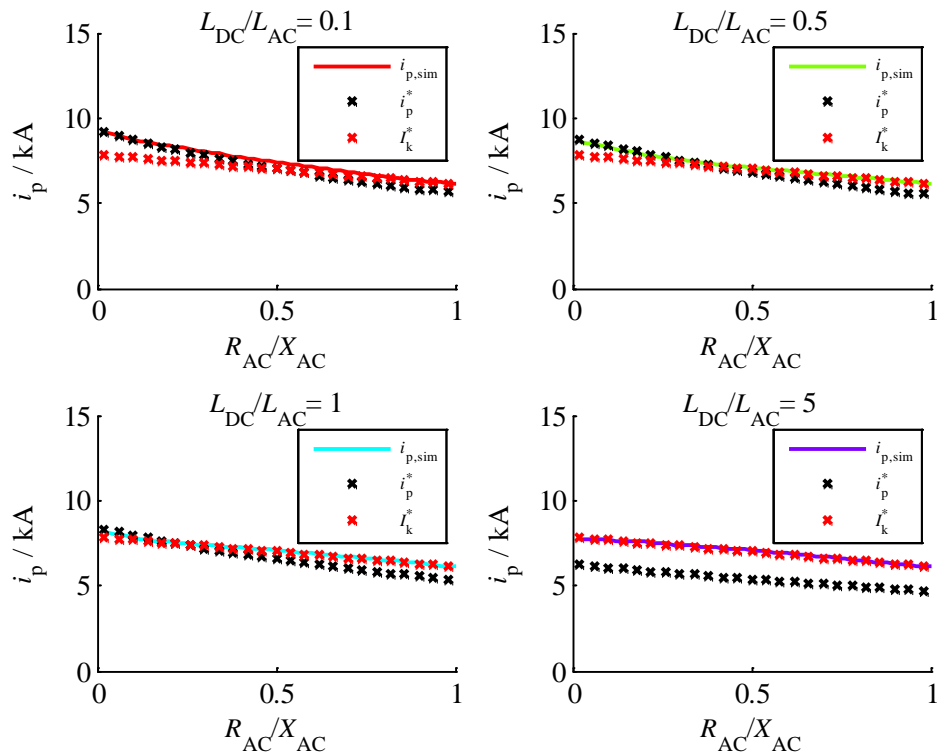 L_DC/L_AC = 0.1
i_p / kA
15
10
5
0
i_p,sim
i_p^*
I_k^*
0
0.5
1
R_AC/X_AC
L_DC/L_AC = 0.5
i_p / kA
15
10
5
0
i_p,sim
i_p^*
I_k^*
0
0.5
1
R_AC/X_AC
L_DC/L_AC = 1
i_p / kA
15
10
5
0
i_p,sim
i_p^*
I_k^*
0
0.5
1
R_AC/X_AC
L_DC/L_AC = 5
i_p / kA
15
10
5
0
i_p,sim
i_p^*
I_k^*
0
0.5
1
R_AC/X_AC